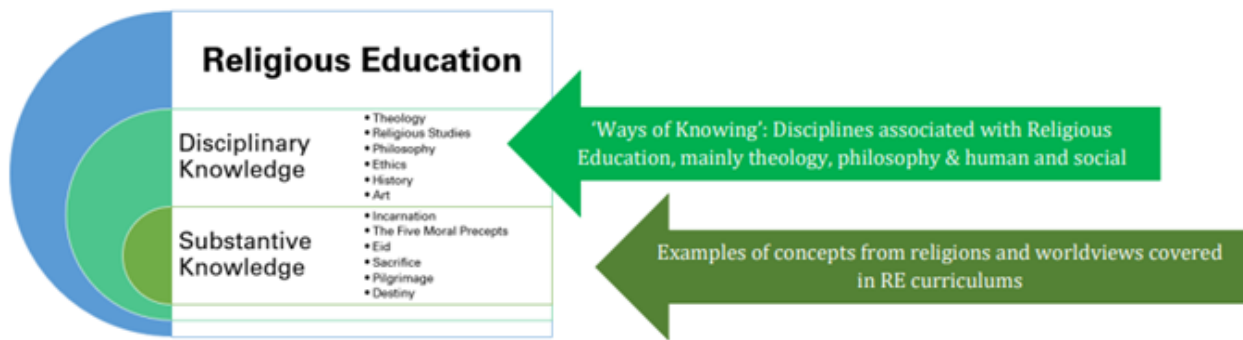 Religious Education
Disciplinary
Knowledge
• Theology
• Religious Studies
• Philosophy
• Ethics
• History
• Art
'Ways of Knowing': Disciplines associated with Religious
Education, mainly theology, philosophy & human and social
Substantive
Knowledge
• Incarnation
• The Five Moral Precepts
• Eid
• Sacrifice
• Pilgrimage
• Destiny
Examples of concepts from religions and worldviews covered
in RE curriculums